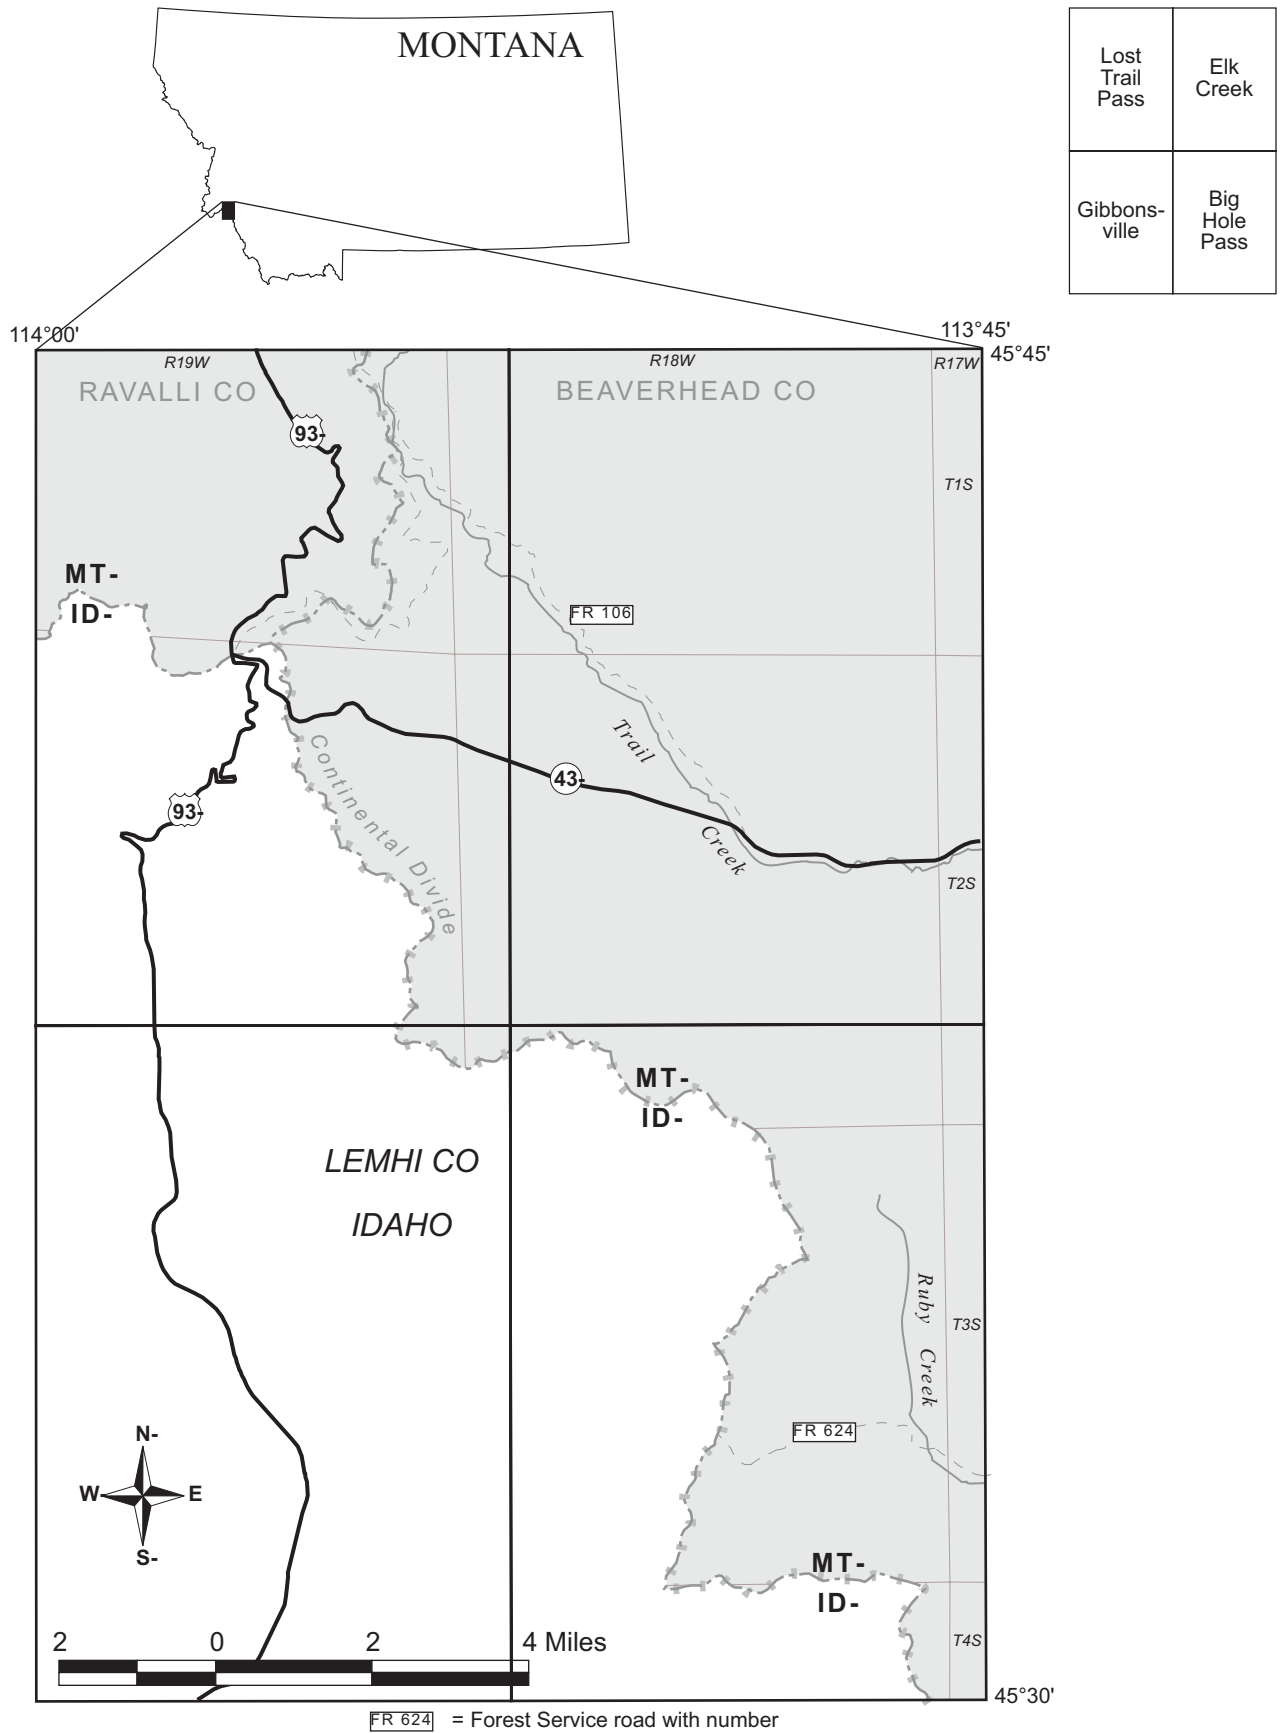 MONTANA
Lost
Trail
Pass
Elk
Creek
Gibbons-
ville
Big
Hole
Pass
114°00'
113°45'
45°45'
R19W
R18W
R17W
RAVALLI CO
BEAVERHEAD CO
93-
T1S
MT-
ID-
FR 106
Trail
Creek
Continental Divide
43-
93-
T2S
MT-
ID-
LEMHI CO
IDAHO
Ruby Creek
T3S
FR 624
N-
W-
E
S-
MT-
ID-
T4S
2 0 2 4 Miles
45°30'
FR 624 = Forest Service road with number